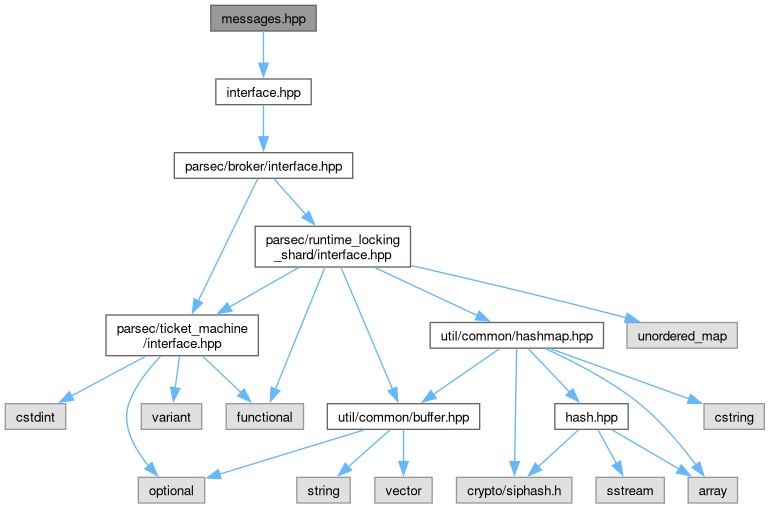 messages.hpp
interface.hpp
parsec/broker/interface.hpp
parsec/runtime_locking
_shard/interface.hpp
parsec/ticket_machine
/interface.hpp
util/common/hashmap.hpp
unordered_map
cstdint
variant
functional
util/common/buffer.hpp
hash.hpp
cstring
optional
string
vector
crypto/siphash.h
sstream
array